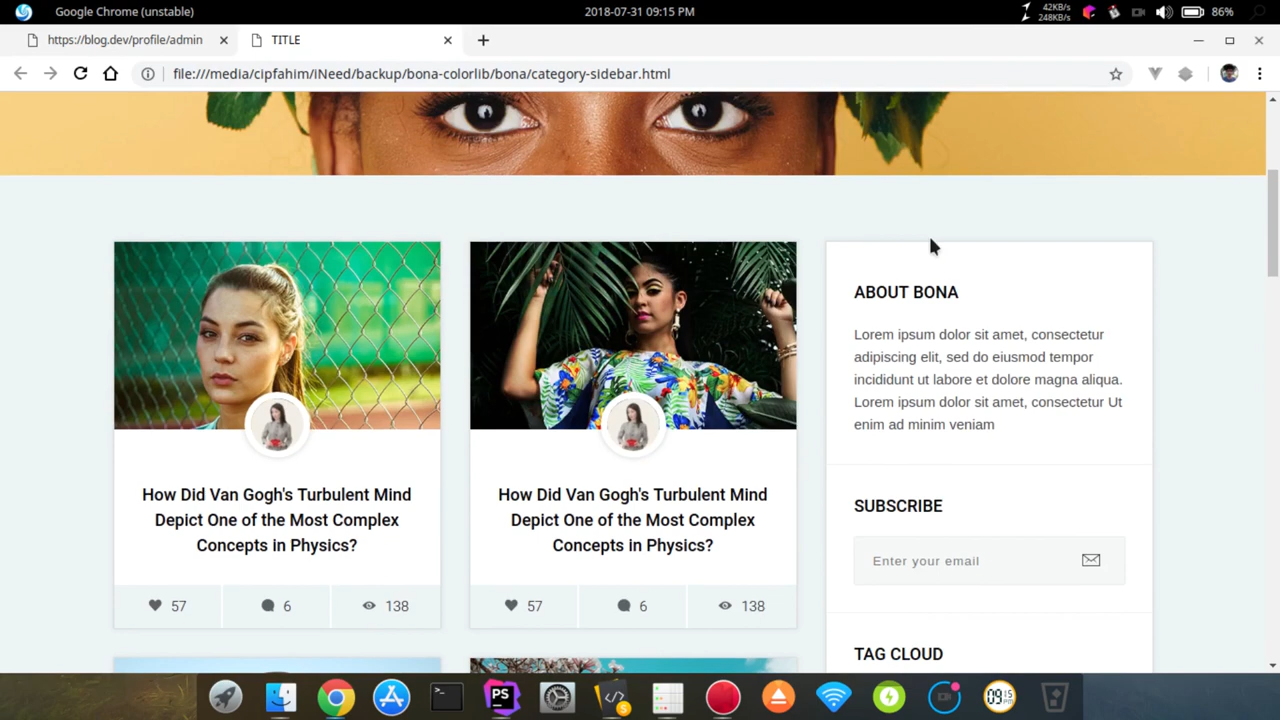 Google Chrome (unstable)
2018-07-31 09:15 PM
42KB/s
248KB/s
86%
https://blog.dev/profile/admin
TITLE
file:///media/cipfahim/iNeed/backup/bona-colorlib/bona/category-sidebar.html
How Did Van Gogh's Turbulent Mind
Depict One of the Most Complex
Concepts in Physics?
57
6
138
How Did Van Gogh's Turbulent Mind
Depict One of the Most Complex
Concepts in Physics?
57
6
138
ABOUT BONA
Lorem ipsum dolor sit amet, consectetur
adipiscing elit, sed do eiusmod tempor
incididunt ut labore et dolore magna aliqua.
Lorem ipsum dolor sit amet, consectetur Ut
enim ad minim veniam
SUBSCRIBE
Enter your email
TAG CLOUD
PS
S
09:15